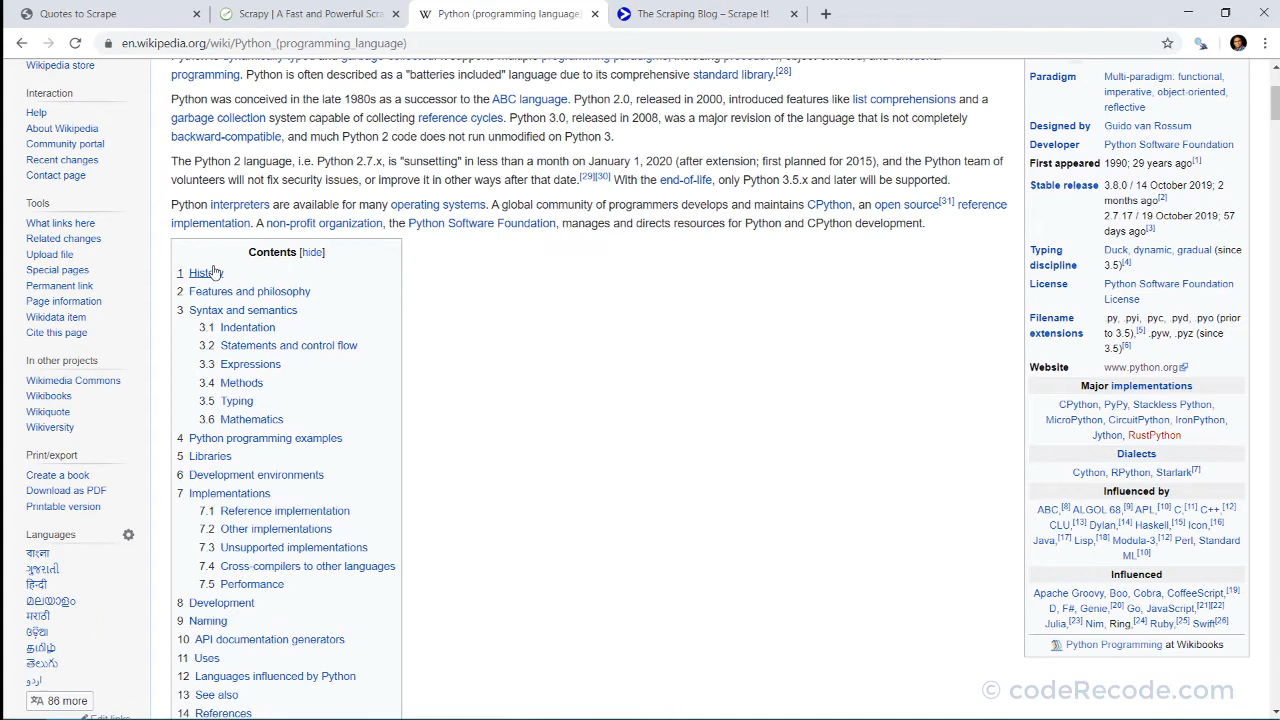 Quotes to Scrape
Scrapy | A Fast and Powerful Scra
Python (programming language)
The Scraping Blog – Scrape It!
en.wikipedia.org/wiki/Python_(programming_language)
Wikipedia store
Interaction
Help
About Wikipedia
Community portal
Recent changes
Contact page
Tools
What links here
Related changes
Upload file
Special pages
Permanent link
Page information
Wikidata item
Cite this page
In other projects
Wikimedia Commons
Wikibooks
Wikiquote
Wikiversity
Print/export
Create a book
Download as PDF
Printable version
Languages
বাংলা
ગુજરાતી
हिन्दी
മലയാളം
मराठी
ଓଡ଼ିଆ
தமிழ்
తెలుగు
اردو
86 more
Edit links
Python is dynamically typed and garbage-collected. It supports multiple programming paradigms, including procedural, object-oriented, and functional
programming. Python is often described as a "batteries included" language due to its comprehensive standard library.[28]
Python was conceived in the late 1980s as a successor to the ABC language. Python 2.0, released in 2000, introduced features like list comprehensions and a
garbage collection system capable of collecting reference cycles. Python 3.0, released in 2008, was a major revision of the language that is not completely
backward-compatible, and much Python 2 code does not run unmodified on Python 3.
The Python 2 language, i.e. Python 2.7.x, is "sunsetting" in less than a month on January 1, 2020 (after extension; first planned for 2015), and the Python team of
volunteers will not fix security issues, or improve it in other ways after that date.[29][30] With the end-of-life, only Python 3.5.x and later will be supported.
Python interpreters are available for many operating systems. A global community of programmers develops and maintains CPython, an open source[31] reference
implementation. A non-profit organization, the Python Software Foundation, manages and directs resources for Python and CPython development.
Contents [hide]
1 History
2 Features and philosophy
3 Syntax and semantics
3.1 Indentation
3.2 Statements and control flow
3.3 Expressions
3.4 Methods
3.5 Typing
3.6 Mathematics
4 Python programming examples
5 Libraries
6 Development environments
7 Implementations
7.1 Reference implementation
7.2 Other implementations
7.3 Unsupported implementations
7.4 Cross-compilers to other languages
7.5 Performance
8 Development
9 Naming
10 API documentation generators
11 Uses
12 Languages influenced by Python
13 See also
14 References
Paradigm Multi-paradigm: functional,
imperative, object-oriented,
reflective
Designed by Guido van Rossum
Developer Python Software Foundation
First appeared 1990; 29 years ago[1]
Stable release 3.8.0 / 14 October 2019; 2
months ago[2]
2.7.17 / 19 October 2019; 57
days ago[3]
Typing Duck, dynamic, gradual (since
discipline 3.5)[4]
License Python Software Foundation
License
Filename .py, .pyi, .pyc, .pyd, .pyo (prior
extensions to 3.5),[5] .pyw, .pyz (since
3.5)[6]
Website www.python.org
Major implementations
CPython, PyPy, Stackless Python,
MicroPython, CircuitPython, IronPython,
Jython, RustPython
Dialects
Cython, RPython, Starlark[7]
Influenced by
ABC,[8] ALGOL 68,[9] APL,[10] C,[11] C++,[12]
CLU,[13] Dylan,[14] Haskell,[15] Icon,[16]
Java,[17] Lisp,[18] Modula-3,[12] Perl, Standard
ML[10]
Influenced
Apache Groovy, Boo, Cobra, CoffeeScript,[19]
D, F#, Genie,[20] Go, JavaScript,[21][22]
Julia,[23] Nim, Ring,[24] Ruby,[25] Swift[26]
Python Programming at Wikibooks
© codeRecode.com